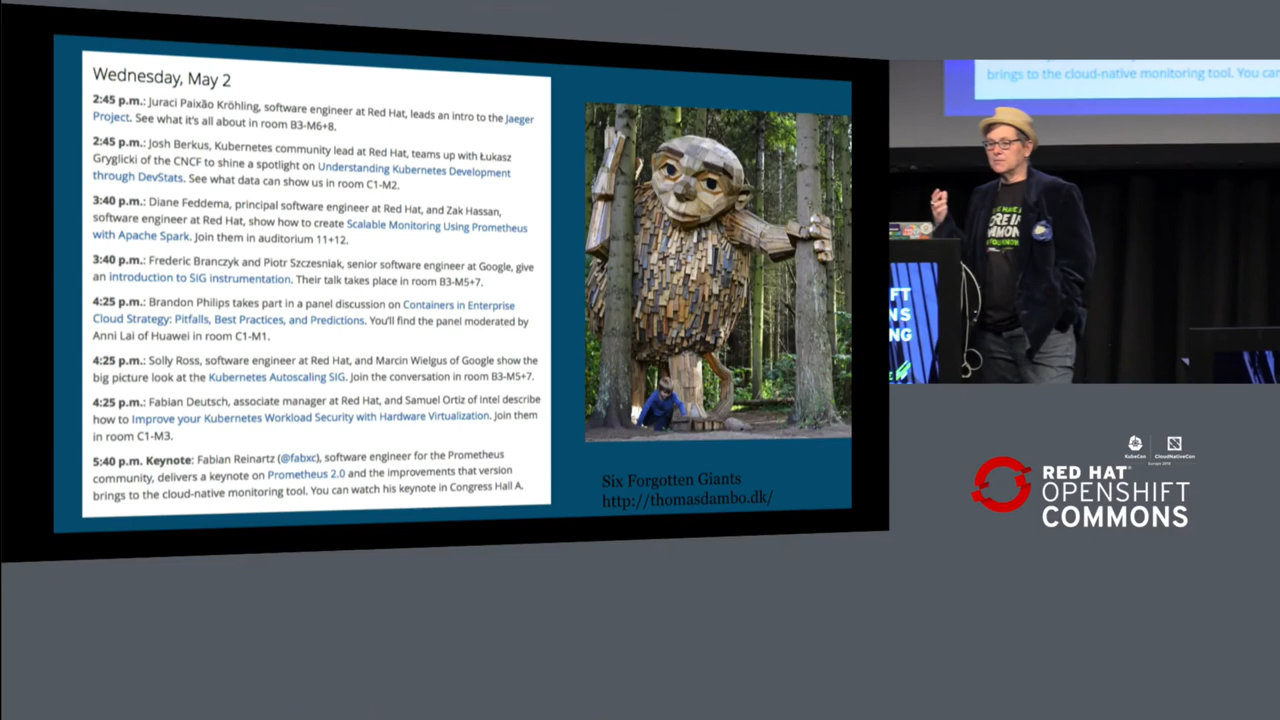 Wednesday, May 2
2:45 p.m.: Juraci Paixão Kröhling, software engineer at Red Hat, leads an intro to the Jaeger
Project. See what it's all about in room B3-M6+8.
2:45 p.m.: Josh Berkus, Kubernetes community lead at Red Hat, teams up with Łukasz
Gryglicki of the CNCF to shine a spotlight on Understanding Kubernetes Development
through DevStats. See what data can show us in room C1-M2.
3:40 p.m.: Diane Feddema, principal software engineer at Red Hat, and Zak Hassan,
software engineer at Red Hat, show how to create Scalable Monitoring Using Prometheus
with Apache Spark. Join them in auditorium 11+12.
3:40 p.m.: Frederic Branczyk and Piotr Szczesniak, senior software engineer at Google, give
an introduction to SIG instrumentation. Their talk takes place in room B3-M5+7.
4:25 p.m.: Brandon Philips takes part in a panel discussion on Containers in Enterprise
Cloud Strategy: Pitfalls, Best Practices, and Predictions. You'll find the panel moderated by
Anni Lai of Huawei in room C1-M1.
4:25 p.m.: Solly Ross, software engineer at Red Hat, and Marcin Wielgus of Google show the
big picture look at the Kubernetes Autoscaling SIG. Join the conversation in room B3-M5+7.
4:25 p.m.: Fabian Deutsch, associate manager at Red Hat, and Samuel Ortiz of Intel describe
how to Improve your Kubernetes Workload Security with Hardware Virtualization. Join them
in room C1-M3.
5:40 p.m. Keynote: Fabian Reinartz (@fabxc), software engineer for the Prometheus
community, delivers a keynote on Prometheus 2.0 and the improvements that version
brings to the cloud-native monitoring tool. You can watch his keynote in Congress Hall A.
Six Forgotten Giants
http://thomasdambo.dk/
brings to the cloud-native monitoring tool. You can
KubeCon CloudNativeCon
Europe 2018
RED HAT®
OPENSHIFT
COMMONS